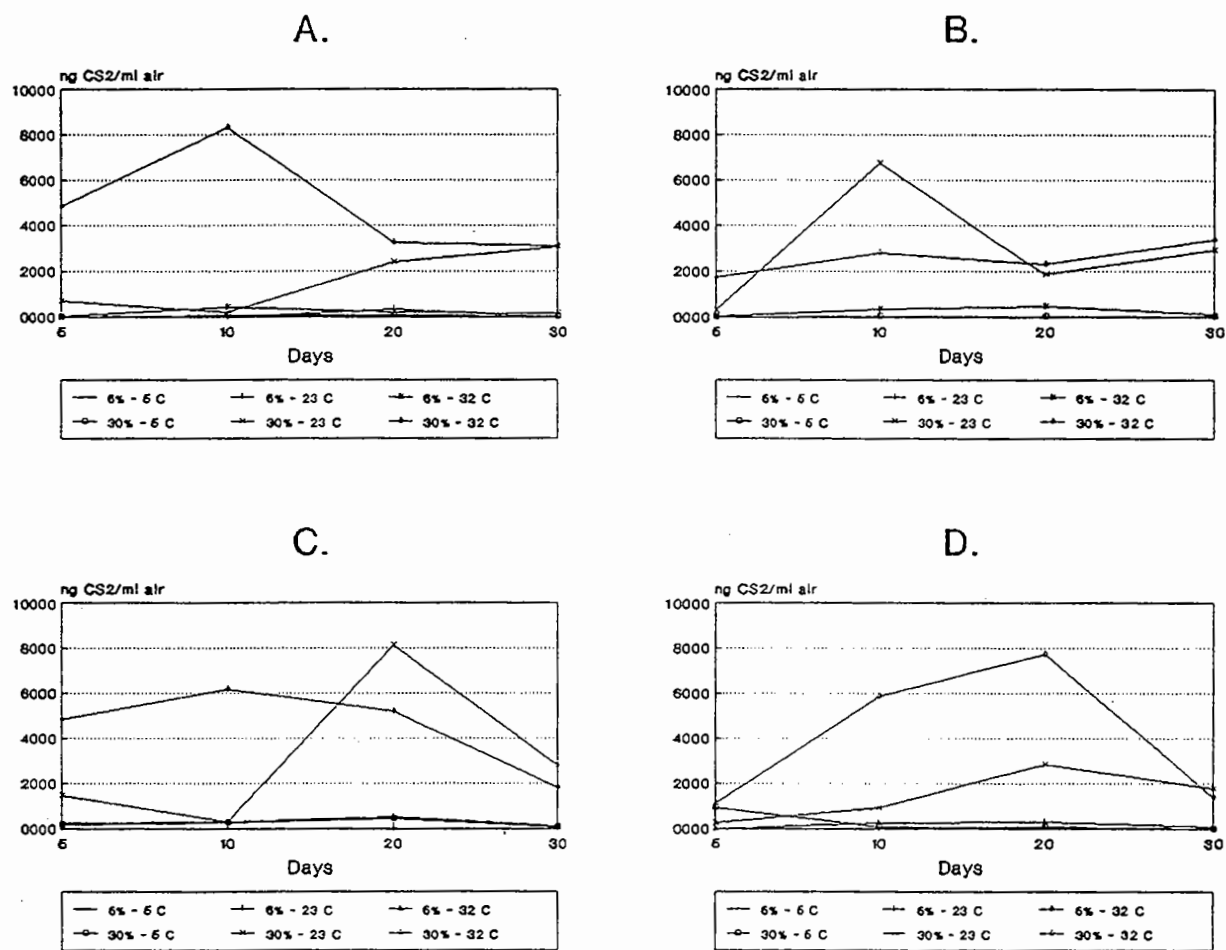 A.
ng CS2/ml air
10000
8000
6000
4000
2000
0000
5 10 20 30
Days
6% - 5 C 6% - 23 C 6% - 32 C
30% - 5 C 30% - 23 C 30% - 32 C
B.
ng CS2/ml air
10000
8000
6000
4000
2000
0000
5 10 20 30
Days
6% - 5 C 6% - 23 C 6% - 32 C
30% - 5 C 30% - 23 C 30% - 32 C
C.
ng CS2/ml air
10000
8000
6000
4000
2000
0000
5 10 20 30
Days
6% - 5 C 6% - 23 C 6% - 32 C
30% - 5 C 30% - 23 C 30% - 32 C
D.
ng CS2/ml air
10000
8000
6000
4000
2000
0000
5 10 20 30
Days
6% - 5 C 6% - 23 C 6% - 32 C
30% - 5 C 30% - 23 C 30% - 32 C